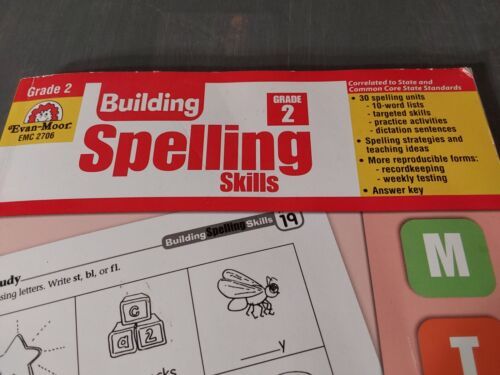 Grade 2
Evan-Moor®
EMC 2706
Building
Spelling
Skills
GRADE
2
Correlated to State and
Common Core State Standards
• 30 spelling units
- 10-word lists
- targeted skills
- practice activities
- dictation sentences
• Spelling strategies and
teaching ideas
• More reproducible forms:
- recordkeeping
- weekly testing
• Answer key
Building Spelling Skills 19
sing letters. Write st, bl, or fl.
C
a 2
y
M
T